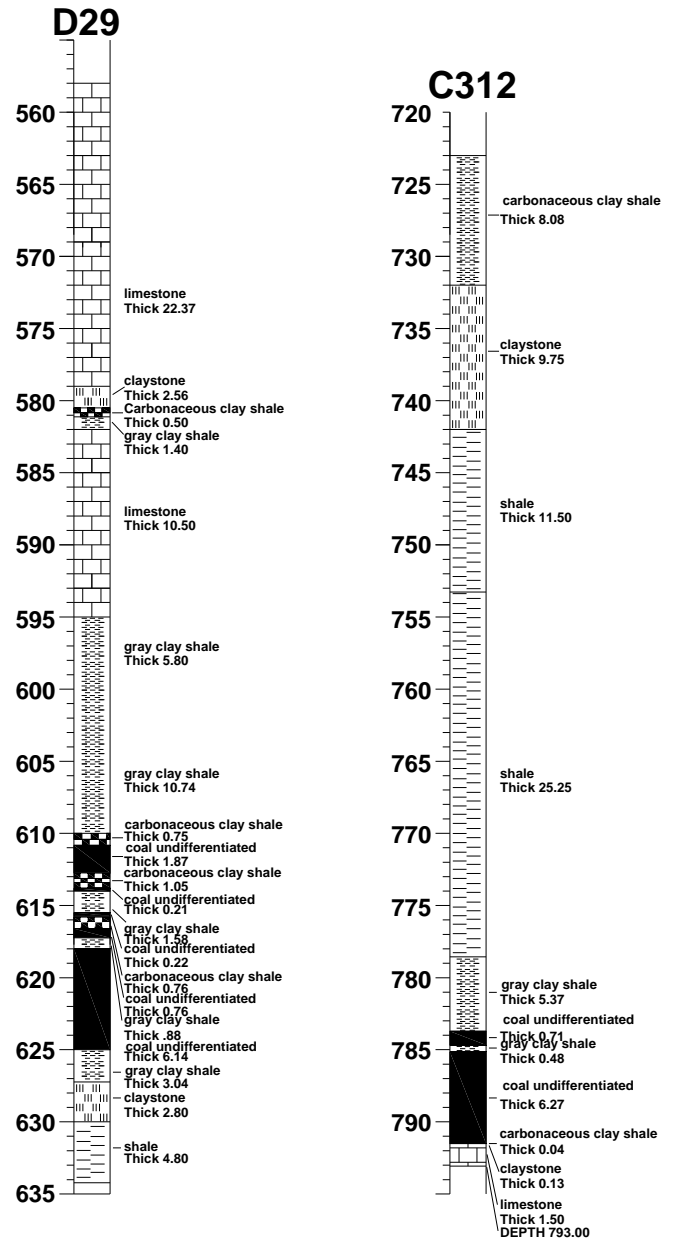 D29
560
565
570
limestone
Thick 22.37
575
claystone
Thick 2.56
580
Carbonaceous clay shale
Thick 0.50
gray clay shale
Thick 1.40
585
limestone
Thick 10.50
590
595
gray clay shale
Thick 5.80
600
605
gray clay shale
Thick 10.74
carbonaceous clay shale
610
Thick 0.75
coal undifferentiated
Thick 1.87
carbonaceous clay shale
Thick 1.05
coal undifferentiated
615
Thick 0.21
gray clay shale
Thick 1.58
coal undifferentiated
Thick 0.22
carbonaceous clay shale
620
Thick 0.76
coal undifferentiated
Thick 0.76
gray clay shale
Thick .88
coal undifferentiated
625
Thick 6.14
gray clay shale
Thick 3.04
claystone
Thick 2.80
630
shale
Thick 4.80
635
C312
720
725
carbonaceous clay shale
Thick 8.08
730
735
claystone
Thick 9.75
740
745
shale
Thick 11.50
750
755
760
765
shale
Thick 25.25
770
775
780
gray clay shale
Thick 5.37
coal undifferentiated
Thick 0.71
785
gray clay shale
Thick 0.48
coal undifferentiated
Thick 6.27
790
carbonaceous clay shale
Thick 0.04
claystone
Thick 0.13
limestone
Thick 1.50
DEPTH 793.00